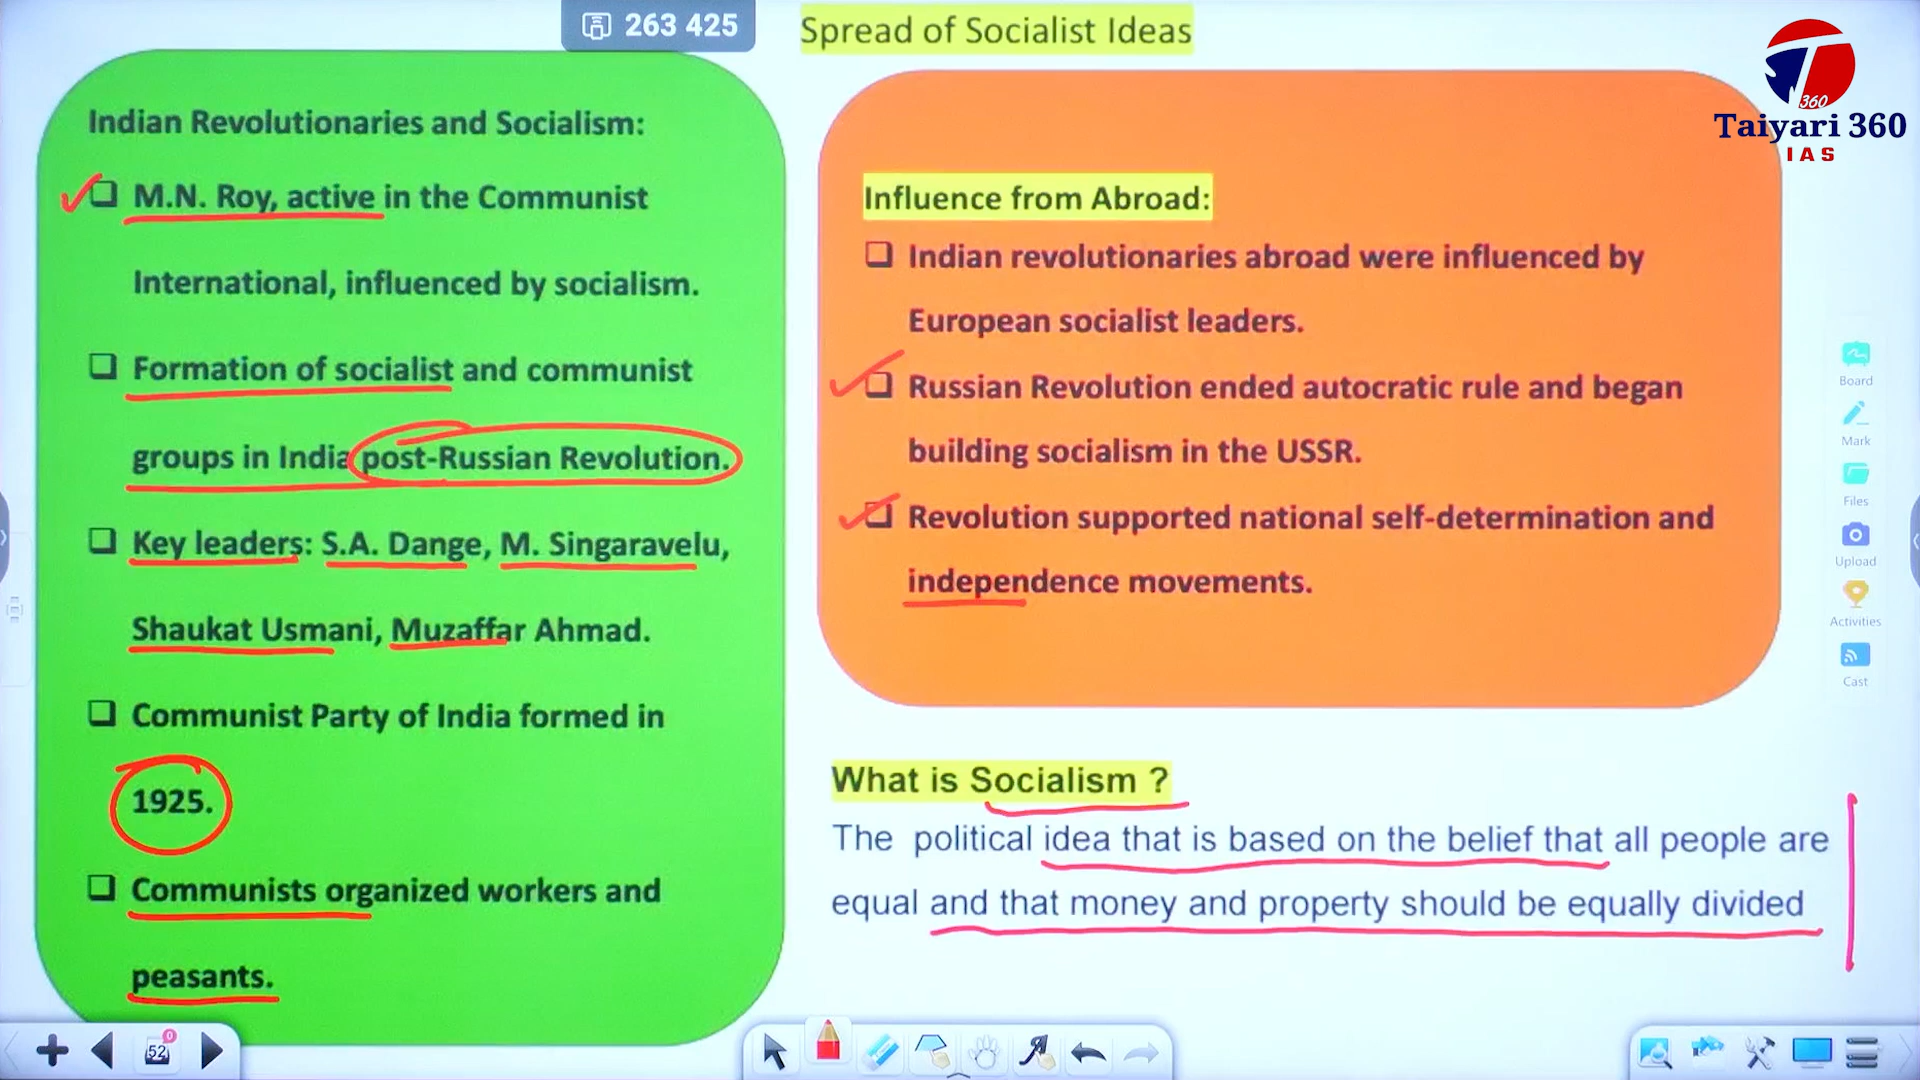 263 425
Spread of Socialist Ideas
360
Taiyari 360
IAS
Indian Revolutionaries and Socialism:
M.N. Roy, active in the Communist
International, influenced by socialism.
Formation of socialist and communist
groups in India post-Russian Revolution.
Key leaders: S.A. Dange, M. Singaravelu,
Shaukat Usmani, Muzaffar Ahmad.
Communist Party of India formed in
1925.
Communists organized workers and
peasants.
Influence from Abroad:
Indian revolutionaries abroad were influenced by
European socialist leaders.
Russian Revolution ended autocratic rule and began
building socialism in the USSR.
Revolution supported national self-determination and
independence movements.
What is Socialism ?
The political idea that is based on the belief that all people are
equal and that money and property should be equally divided
Board
Mark
Files
Upload
Activities
Cast
52
0